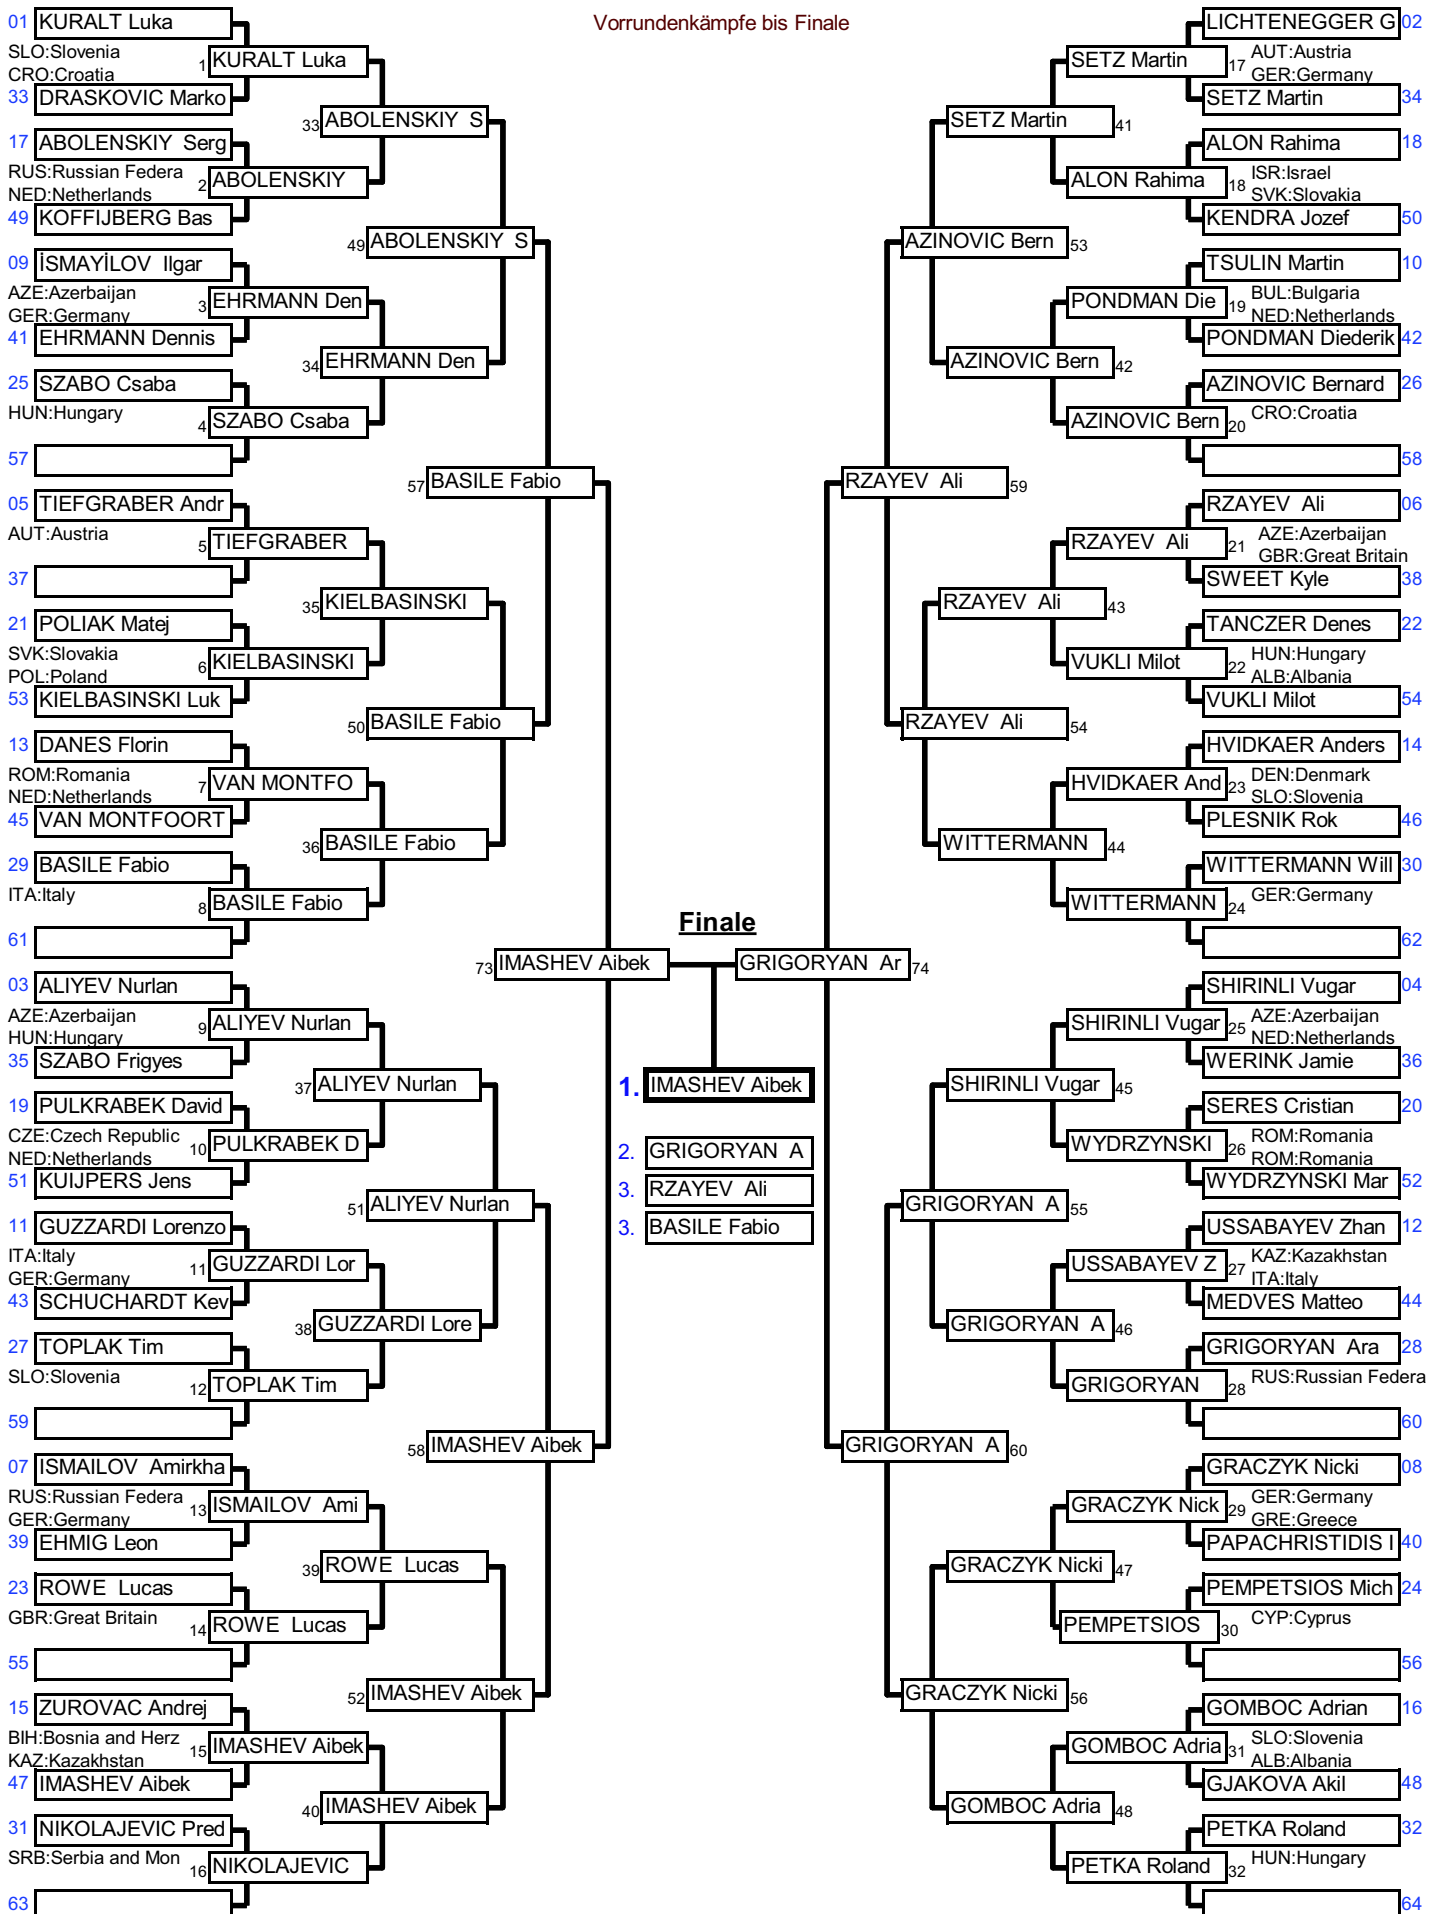 Vorrundenkämpfe bis Finale
01 KURALT Luka
SLO:Slovenia
CRO:Croatia
1 KURALT Luka
33 DRASKOVIC Marko
33 ABOLENSKIY S
17 ABOLENSKIY Serg
RUS:Russian Federa
NED:Netherlands
2 ABOLENSKIY
49 KOFFIJBERG Bas
49 ABOLENSKIY S
09 İSMAYİLOV Ilgar
AZE:Azerbaijan
GER:Germany
3 EHRMANN Den
41 EHRMANN Dennis
34 EHRMANN Den
25 SZABO Csaba
HUN:Hungary
4 SZABO Csaba
57
57 BASILE Fabio
05 TIEFGRABER Andr
AUT:Austria
5 TIEFGRABER
37
35 KIELBASINSKI
21 POLIAK Matej
SVK:Slovakia
POL:Poland
6 KIELBASINSKI
53 KIELBASINSKI Luk
50 BASILE Fabio
13 DANES Florin
ROM:Romania
NED:Netherlands
7 VAN MONTFO
45 VAN MONTFOORT
36 BASILE Fabio
29 BASILE Fabio
ITA:Italy
8 BASILE Fabio
61
73 IMASHEV Aibek
03 ALIYEV Nurlan
AZE:Azerbaijan
HUN:Hungary
9 ALIYEV Nurlan
35 SZABO Frigyes
37 ALIYEV Nurlan
19 PULKRABEK David
CZE:Czech Republic
NED:Netherlands
10 PULKRABEK D
51 KUIJPERS Jens
51 ALIYEV Nurlan
11 GUZZARDI Lorenzo
ITA:Italy
GER:Germany
11 GUZZARDI Lor
43 SCHUCHARDT Kev
38 GUZZARDI Lore
27 TOPLAK Tim
SLO:Slovenia
12 TOPLAK Tim
59
58 IMASHEV Aibek
07 ISMAILOV Amirkha
RUS:Russian Federa
GER:Germany
13 ISMAILOV Ami
39 EHMIG Leon
39 ROWE Lucas
23 ROWE Lucas
GBR:Great Britain
14 ROWE Lucas
55
52 IMASHEV Aibek
15 ZUROVAC Andrej
BIH:Bosnia and Herz
KAZ:Kazakhstan
15 IMASHEV Aibek
47 IMASHEV Aibek
40 IMASHEV Aibek
31 NIKOLAJEVIC Pred
SRB:Serbia and Mon
16 NIKOLAJEVIC
63
Finale
1. IMASHEV Aibek
2. GRIGORYAN A
3. RZAYEV Ali
3. BASILE Fabio
LICHTENEGGER G 02
SETZ Martin 17
AUT:Austria
GER:Germany
SETZ Martin 34
SETZ Martin 41
ALON Rahima 18
ALON Rahima 18
ISR:Israel
SVK:Slovakia
KENDRA Jozef 50
AZINOVIC Bern 53
TSULIN Martin 10
PONDMAN Die 19
BUL:Bulgaria
NED:Netherlands
PONDMAN Diederik 42
AZINOVIC Bern 42
AZINOVIC Bernard 26
AZINOVIC Bern 20
CRO:Croatia
58
RZAYEV Ali 59
RZAYEV Ali 06
RZAYEV Ali 21
AZE:Azerbaijan
GBR:Great Britain
SWEET Kyle 38
RZAYEV Ali 43
TANCZER Denes 22
VUKLI Milot 22
HUN:Hungary
ALB:Albania
VUKLI Milot 54
RZAYEV Ali 54
HVIDKAER Anders 14
HVIDKAER And 23
DEN:Denmark
SLO:Slovenia
PLESNIK Rok 46
WITTERMANN 44
WITTERMANN Will 30
WITTERMANN 24
GER:Germany
62
GRIGORYAN Ar 74
SHIRINLI Vugar 04
SHIRINLI Vugar 25
AZE:Azerbaijan
NED:Netherlands
WERINK Jamie 36
SHIRINLI Vugar 45
SERES Cristian 20
WYDRZYNSKI 26
ROM:Romania
ROM:Romania
WYDRZYNSKI Mar 52
GRIGORYAN A 55
USSABAYEV Zhan 12
USSABAYEV Z 27
KAZ:Kazakhstan
ITA:Italy
MEDVES Matteo 44
GRIGORYAN A 46
GRIGORYAN Ara 28
GRIGORYAN 28
RUS:Russian Federa
60
GRIGORYAN A 60
GRACZYK Nicki 08
GRACZYK Nick 29
GER:Germany
GRE:Greece
PAPACHRISTIDIS I 40
GRACZYK Nicki 47
PEMPETSIOS Mich 24
PEMPETSIOS 30
CYP:Cyprus
56
GRACZYK Nicki 56
GOMBOC Adrian 16
GOMBOC Adria 31
SLO:Slovenia
ALB:Albania
GJAKOVA Akil 48
GOMBOC Adria 48
PETKA Roland 32
PETKA Roland 32
HUN:Hungary
64